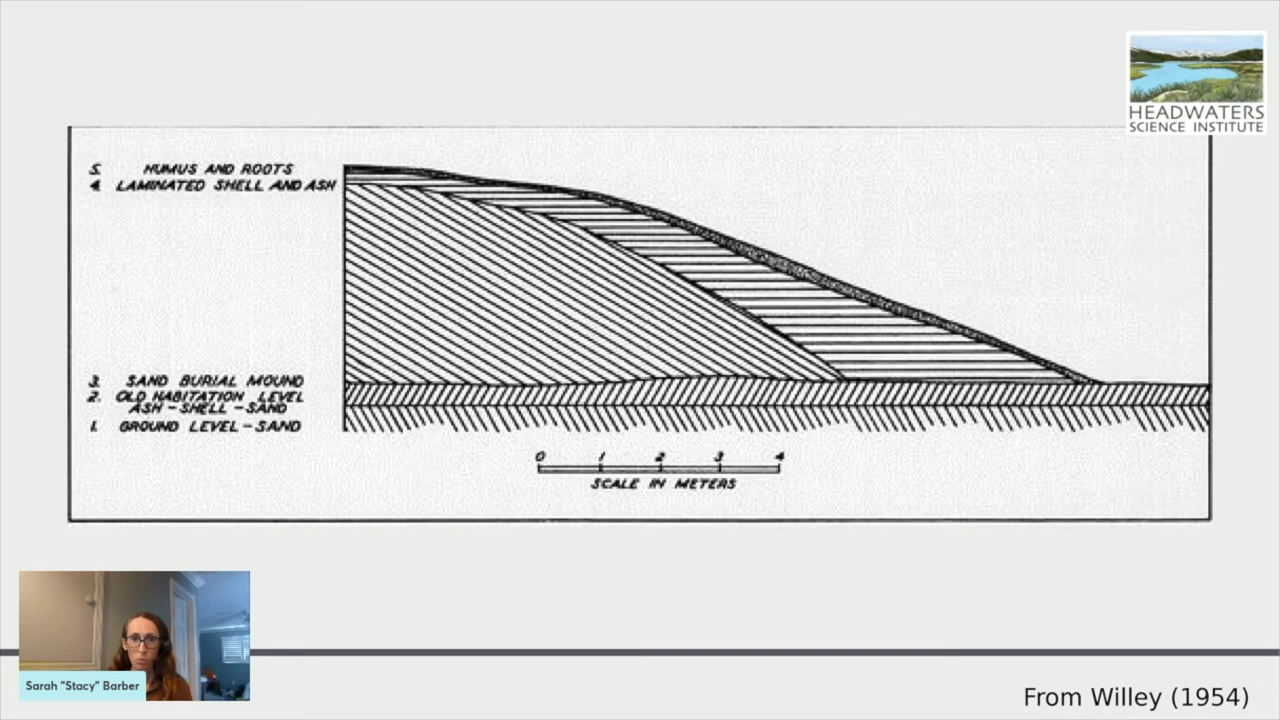 HEADWATERS
SCIENCE INSTITUTE
5. HUMUS AND ROOTS
4. LAMINATED SHELL AND ASH
3. SAND BURIAL MOUND
2. OLD HABITATION LEVEL
ASH-SHELL-SAND
1. GROUND LEVEL-SAND
0 1 2 3 4
SCALE IN METERS
Sarah "Stacy" Barber
From Willey (1954)